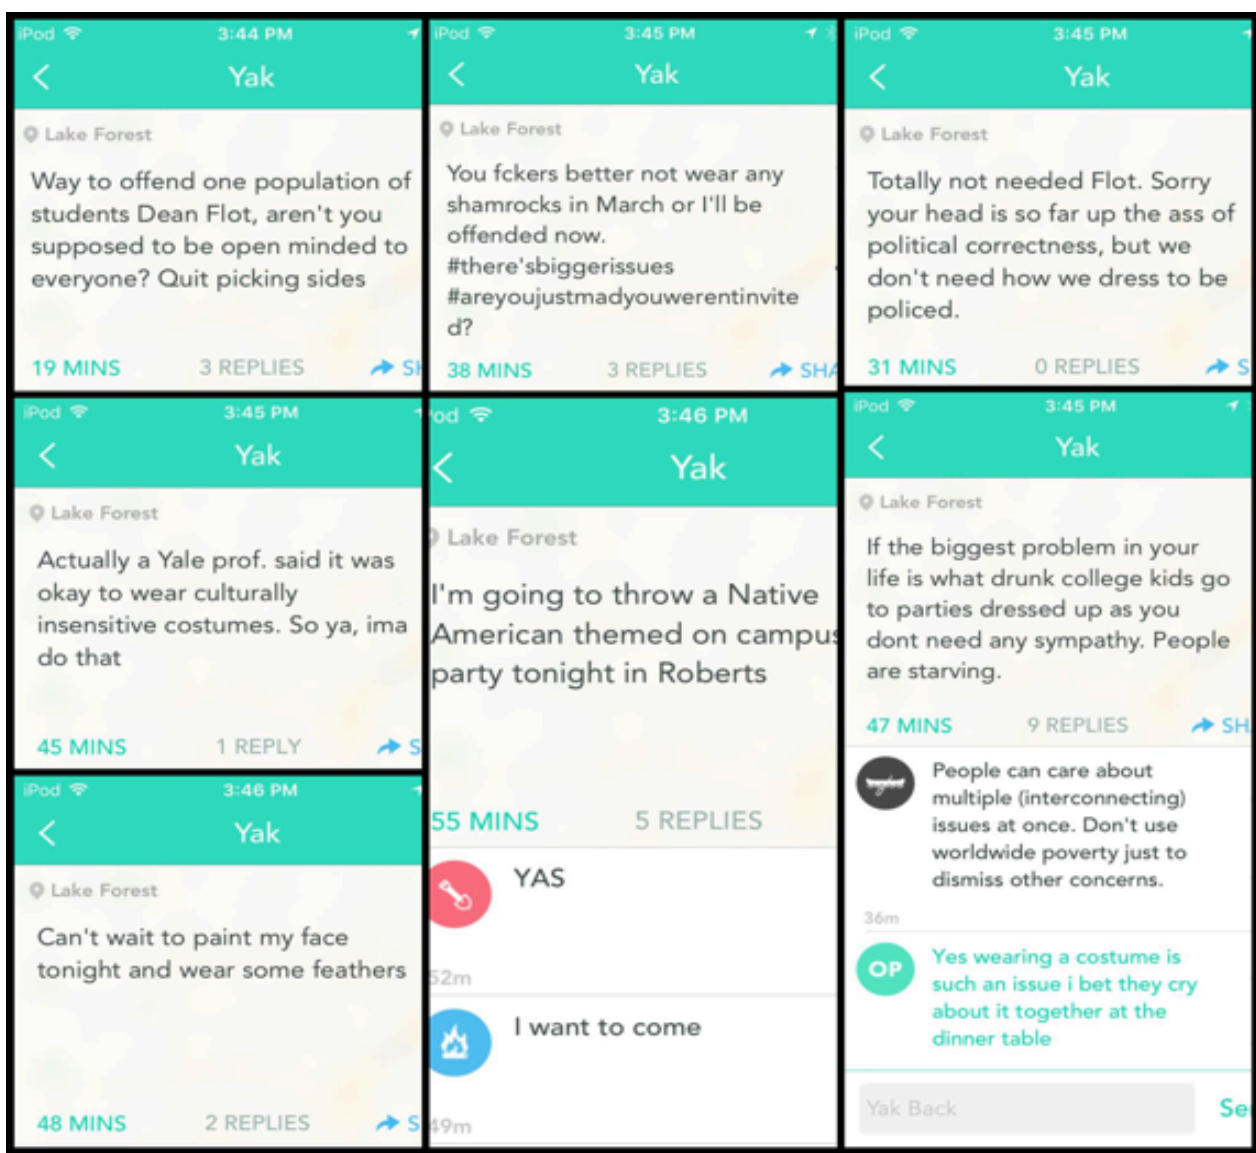 iPod
3:44 PM
Yak
Lake Forest
Way to offend one population of
students Dean Flot, aren't you
supposed to be open minded to
everyone? Quit picking sides
19 MINS 3 REPLIES
iPod
3:45 PM
Yak
Lake Forest
You fckers better not wear any
shamrocks in March or I'll be
offended now.
#there'sbiggerissues
#areyoujustmadyouwerentinvite
d?
38 MINS 3 REPLIES SHA
iPod
3:45 PM
Yak
Lake Forest
Totally not needed Flot. Sorry
your head is so far up the ass of
political correctness, but we
don't need how we dress to be
policed.
31 MINS 0 REPLIES S
iPod
3:45 PM
Yak
Lake Forest
Actually a Yale prof. said it was
okay to wear culturally
insensitive costumes. So ya, ima
do that
45 MINS 1 REPLY S
iPod
3:46 PM
Yak
Lake Forest
Can't wait to paint my face
tonight and wear some feathers
48 MINS 2 REPLIES S
od
3:46 PM
Yak
Lake Forest
I'm going to throw a Native
American themed on campus
party tonight in Roberts
55 MINS 5 REPLIES
YAS
52m
I want to come
49m
iPod
3:45 PM
Yak
Lake Forest
If the biggest problem in your
life is what drunk college kids go
to parties dressed up as you
dont need any sympathy. People
are starving.
47 MINS 9 REPLIES SH
People can care about
multiple (interconnecting)
issues at once. Don't use
worldwide poverty just to
dismiss other concerns.
36m
OP
Yes wearing a costume is
such an issue i bet they cry
about it together at the
dinner table
Yak Back Se